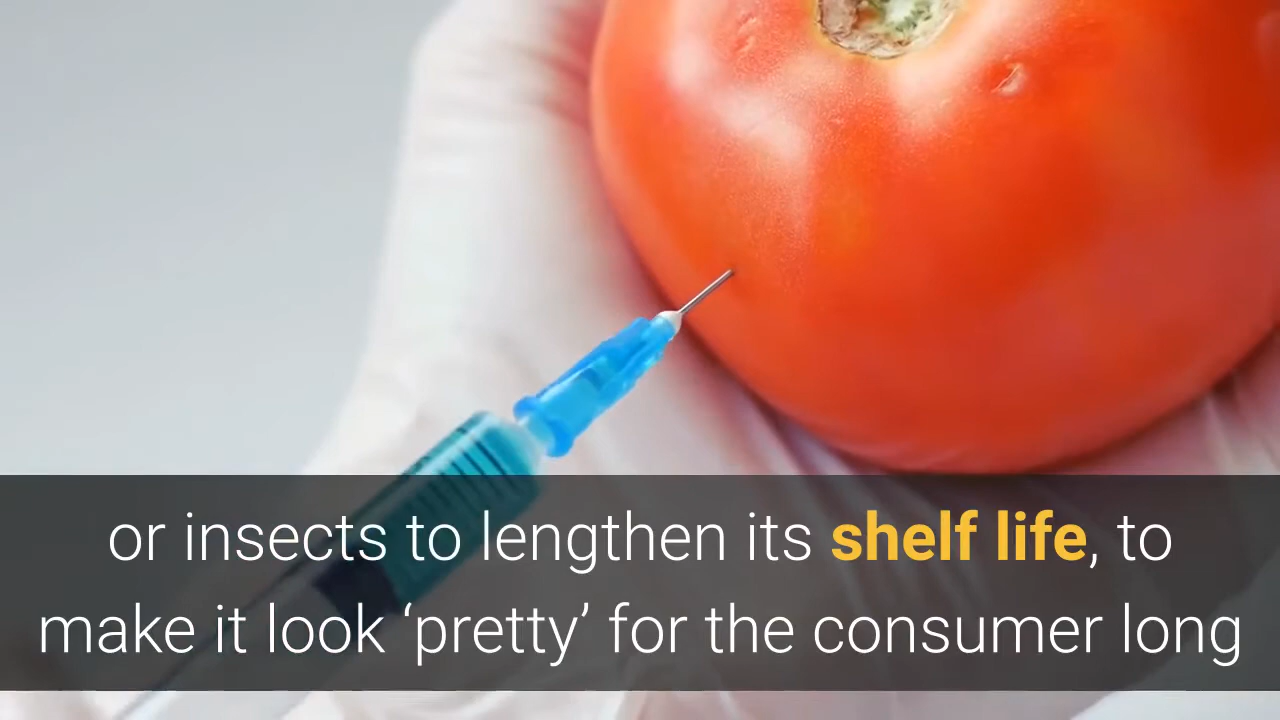 or insects to lengthen its shelf life, to
make it look ‘pretty’ for the consumer long